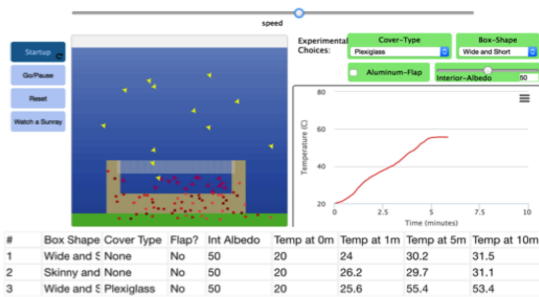 speed
Startup
Go/Pause
Reset
Watch a Sunray
Experimental Choices:
Cover-Type
Plexiglass
Box-Shape
Wide and Short
Aluminum-Flap
Interior-Albedo 50
Temperature (C)
80
60
40
20
0 2.5 5 7.5 10
Time (minutes)
# Box Shape Cover Type Flap? Int Albedo Temp at 0m Temp at 1m Temp at 5m Temp at 10m
1 Wide and S None No 50 20 24 30.2 31.5
2 Skinny and None No 50 20 26.2 29.7 31.1
3 Wide and S Plexiglass No 50 20 25.6 55.4 53.4